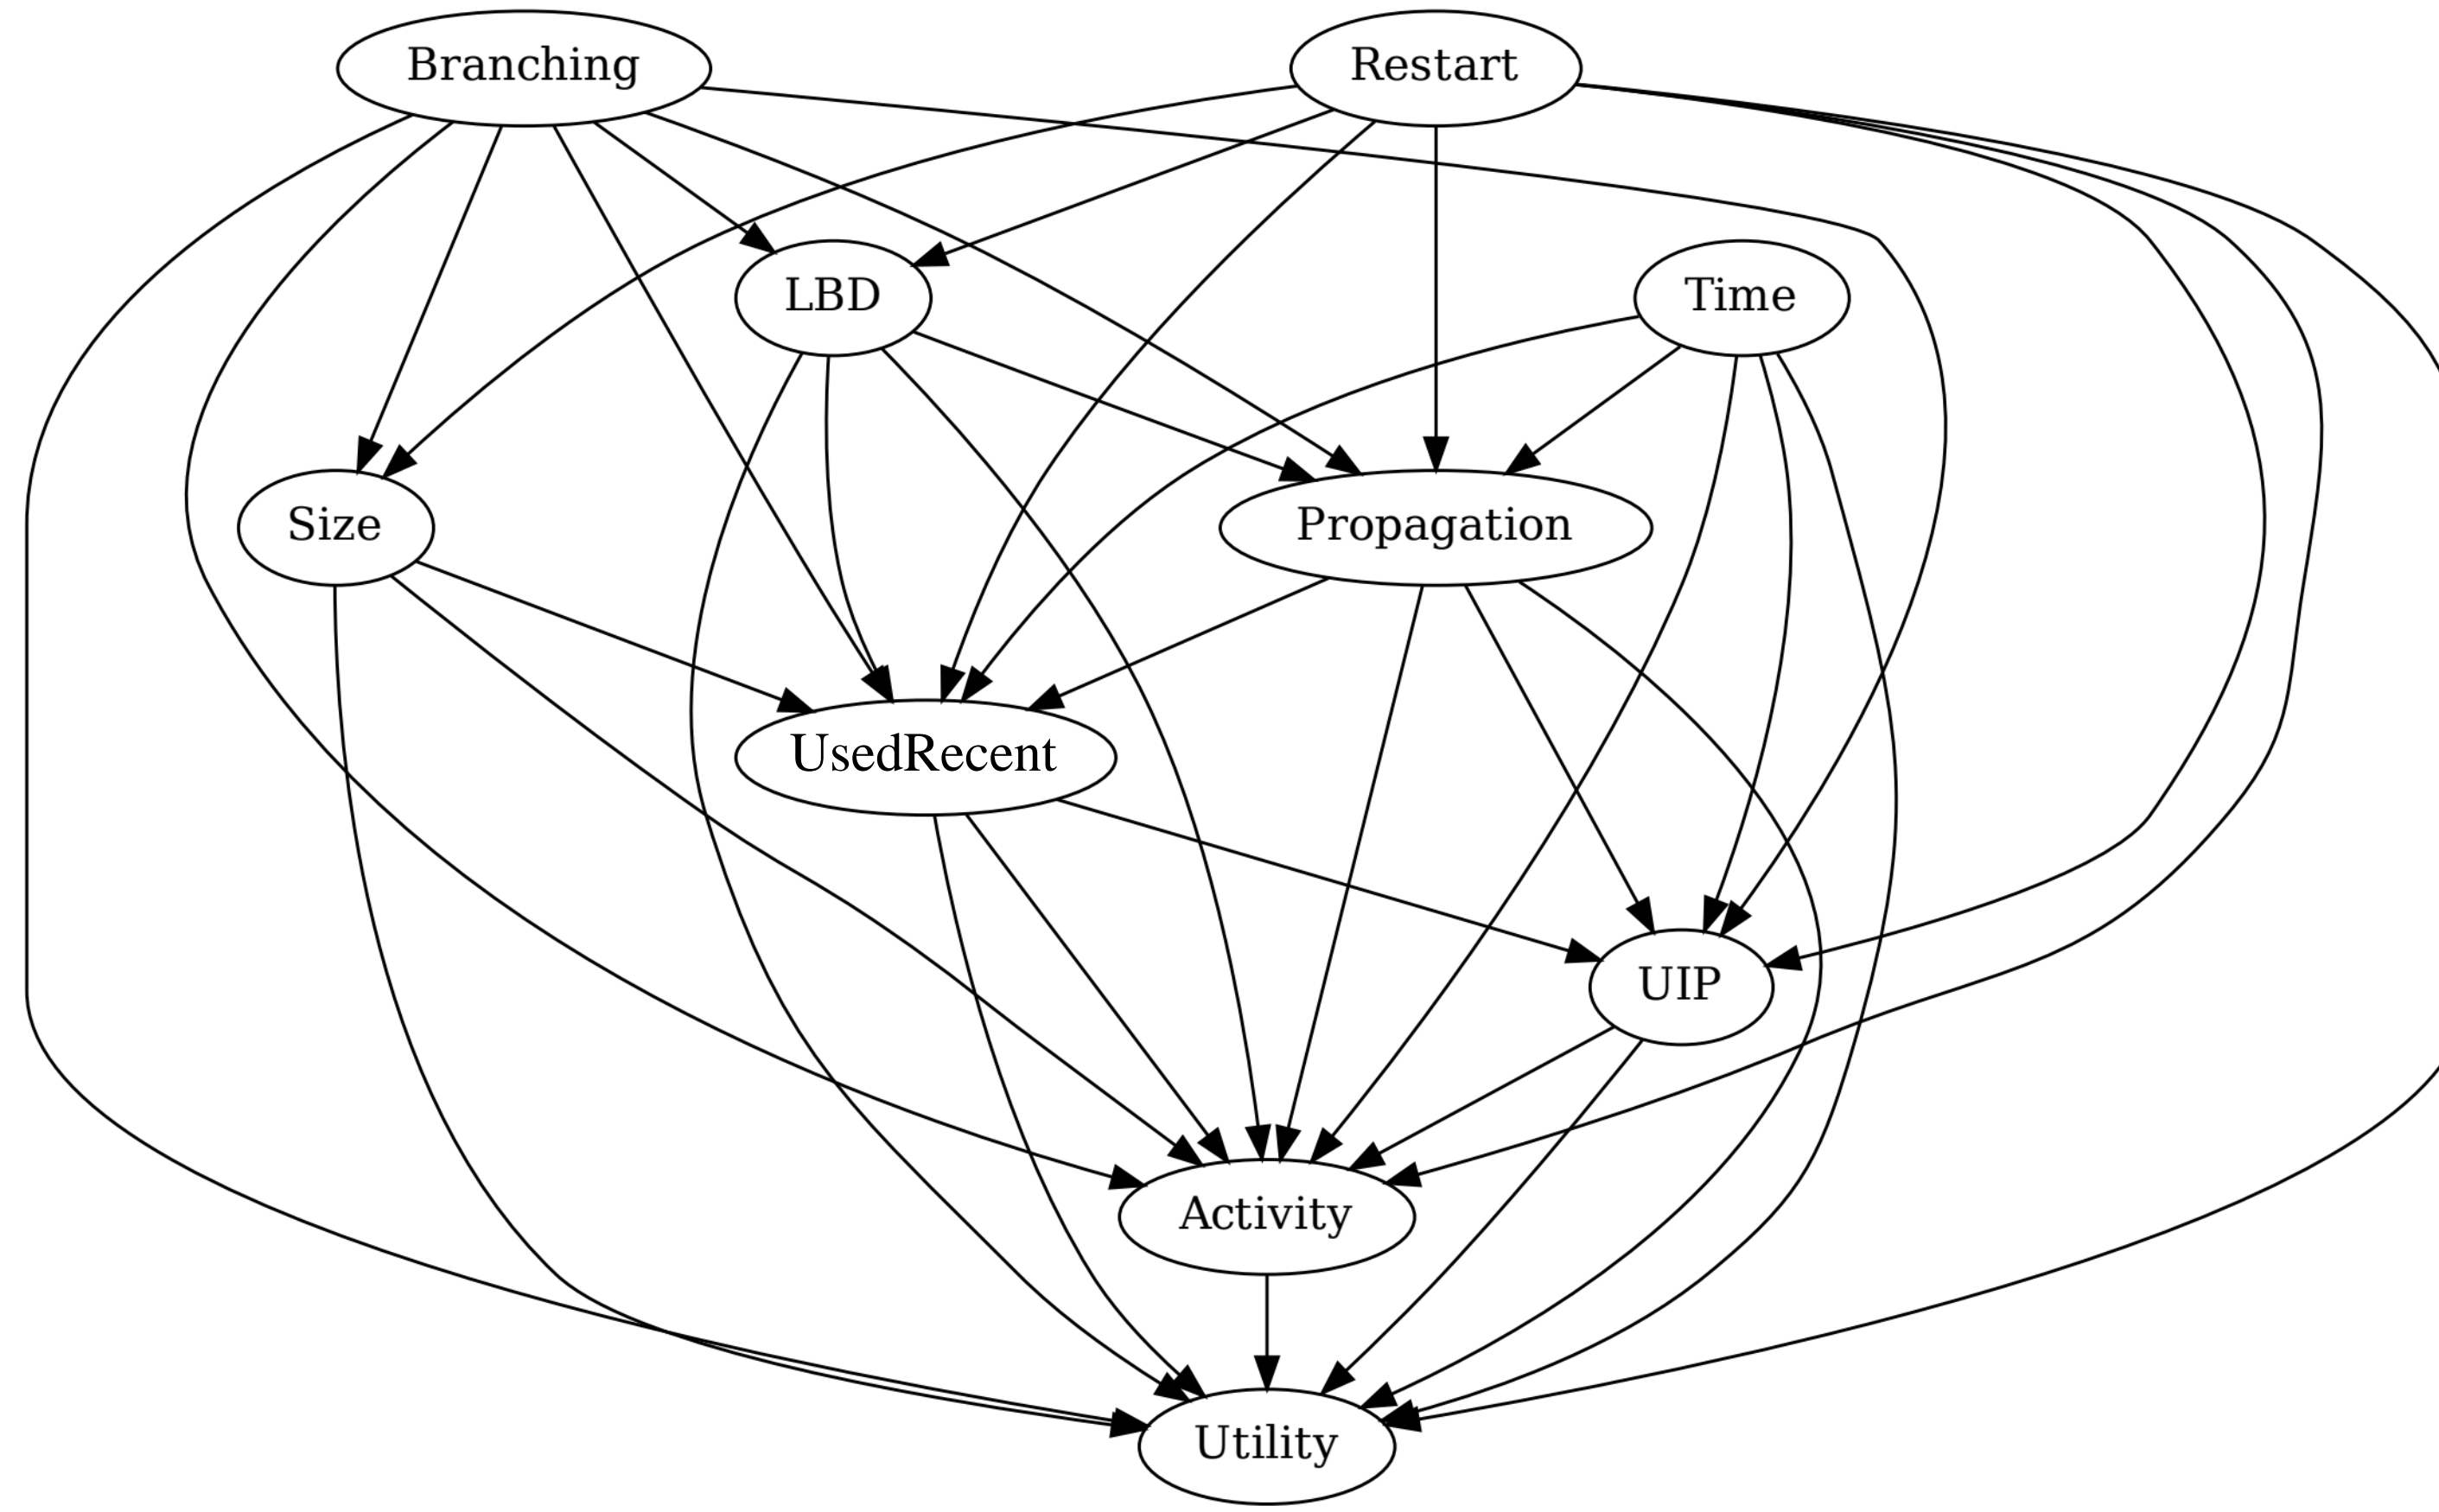 Branching
Restart
LBD
Time
Size
Propagation
UsedRecent
UIP
Activity
Utility